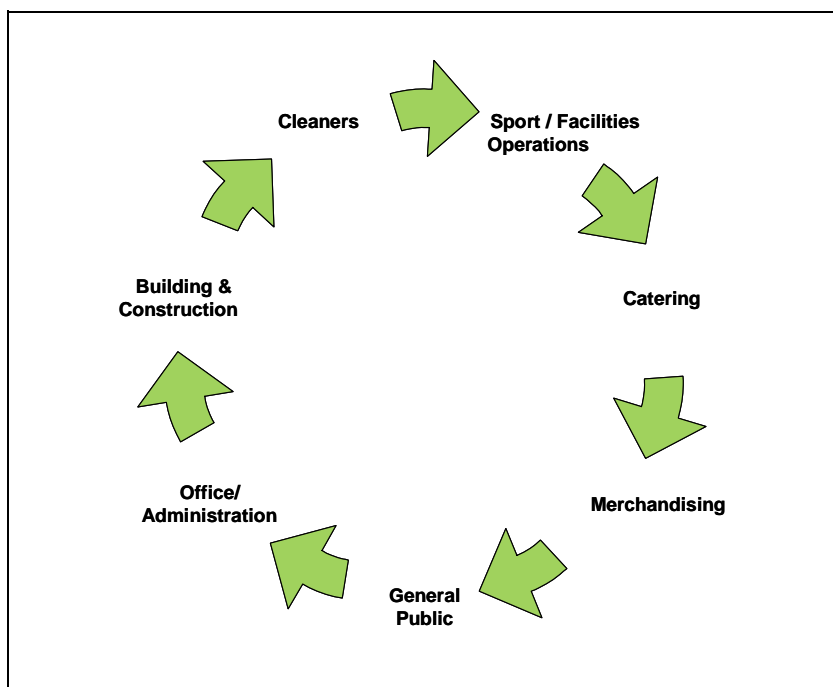 Cleaners
Sport / Facilities
Operations
Catering
Merchandising
General
Public
Office/
Administration
Building &
Construction